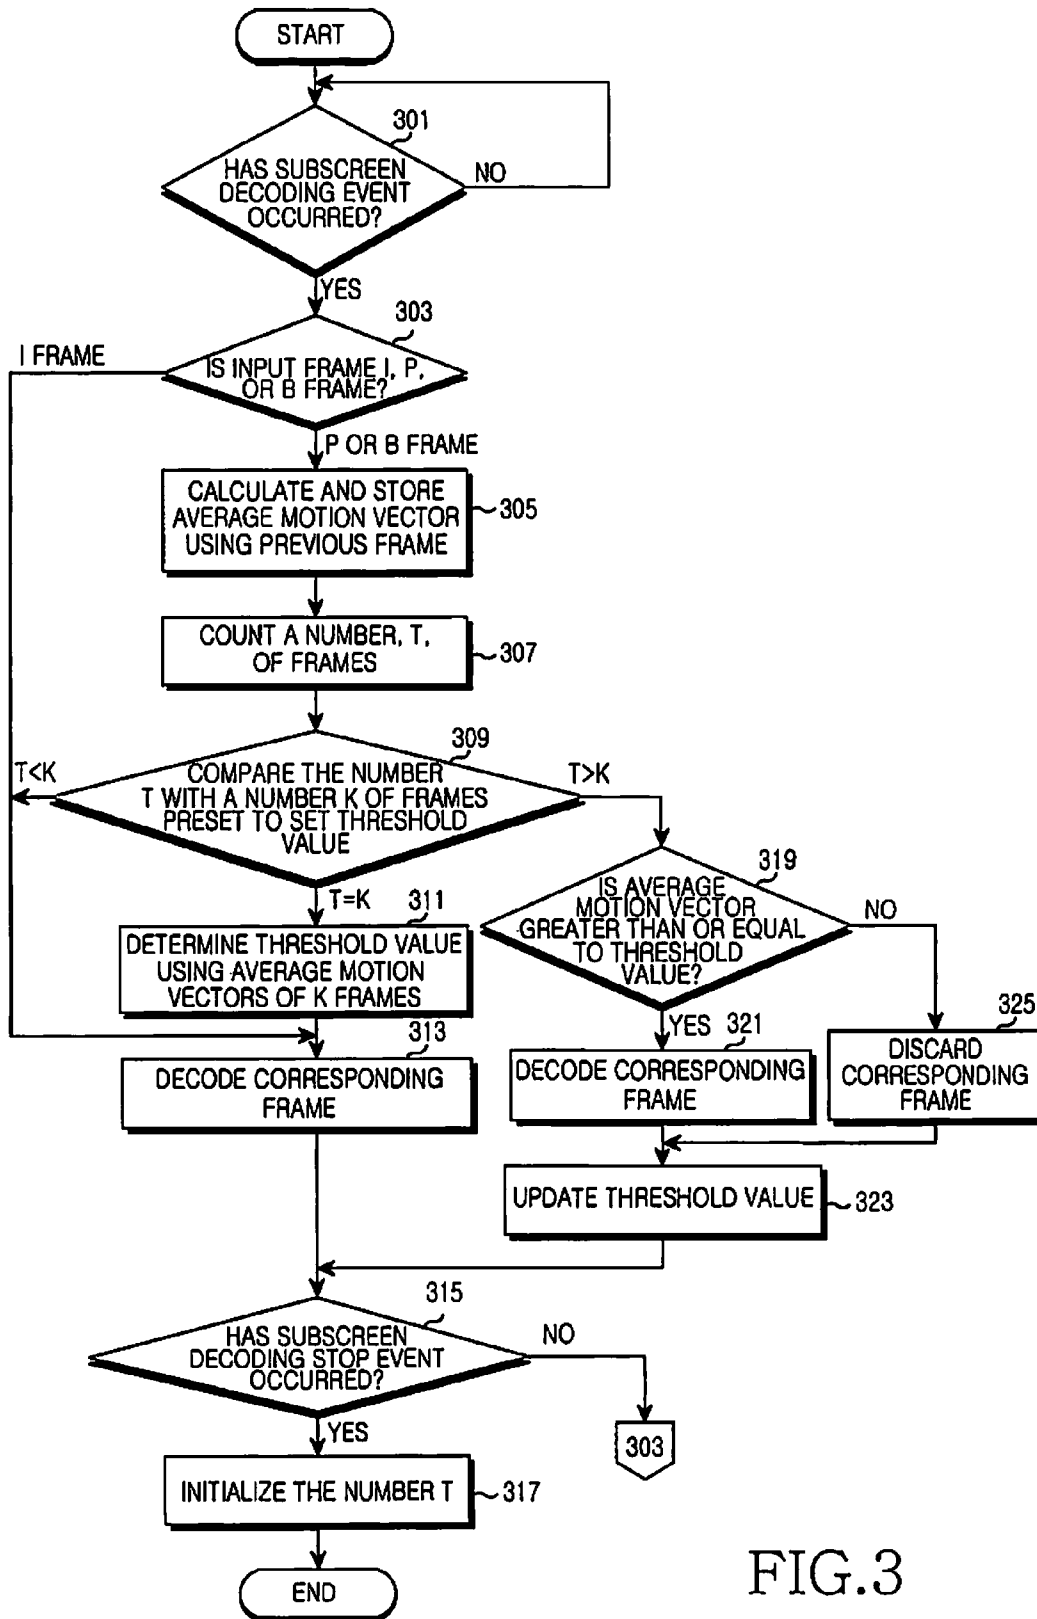 START
301
HAS SUBSCREEN
DECODING EVENT
OCCURRED?
NO
YES
303
I FRAME
IS INPUT FRAME I, P,
OR B FRAME?
P OR B FRAME
CALCULATE AND STORE
AVERAGE MOTION VECTOR
USING PREVIOUS FRAME
305
COUNT A NUMBER, T,
OF FRAMES
307
309
T<K
COMPARE THE NUMBER
T WITH A NUMBER K OF FRAMES
PRESET TO SET THRESHOLD
VALUE
T>K
T=K
311
DETERMINE THRESHOLD VALUE
USING AVERAGE MOTION
VECTORS OF K FRAMES
319
IS AVERAGE
MOTION VECTOR
GREATER THAN OR EQUAL
TO THRESHOLD
VALUE?
NO
YES
313
DECODE CORRESPONDING
FRAME
321
DECODE CORRESPONDING
FRAME
325
DISCARD
CORRESPONDING
FRAME
UPDATE THRESHOLD VALUE
323
315
HAS SUBSCREEN
DECODING STOP EVENT
OCCURRED?
NO
303
YES
INITIALIZE THE NUMBER T
317
END
FIG.3